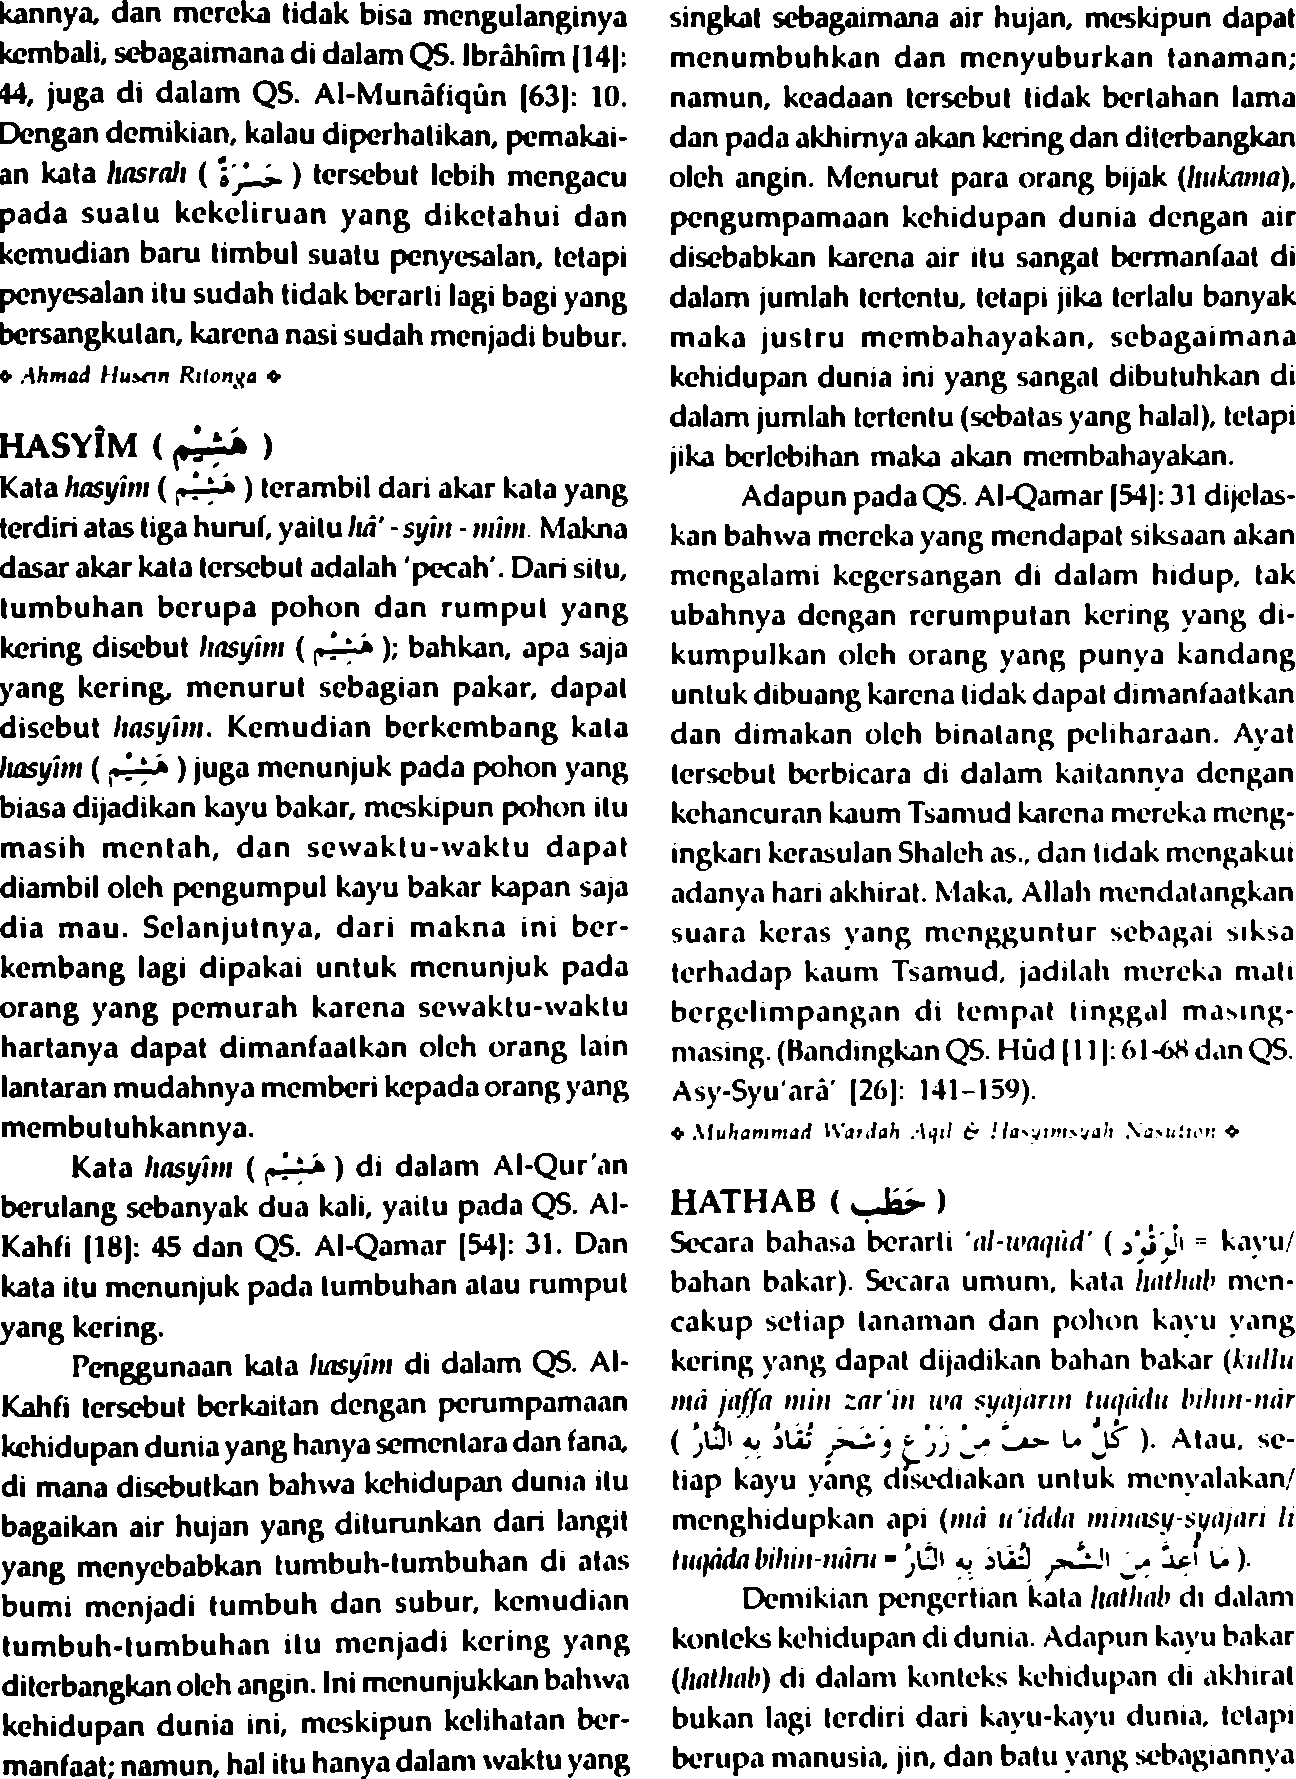 kannya, dan mereka tidak bisa mengulanginya
kembali, sebagaimana di dalam QS. Ibrâhîm [14]:
44, juga di dalam QS. Al-Munâfiqûn [63]: 10.
Dengan demikian, kalau diperhatikan, pemakai-
an kata hasrah ( حَسْرَة ) tersebut lebih mengacu
pada suatu kekeliruan yang diketahui dan
kemudian baru timbul suatu penyesalan, tetapi
penyesalan itu sudah tidak berarti lagi bagi yang
bersangkutan, karena nasi sudah menjadi bubur.
❖ Ahmad Husein Ritonga ❖
HASYÎM ( هَشِيْم )
Kata hasyîm ( هَشِيْم ) terambil dari akar kata yang
terdiri atas tiga huruf, yaitu hâ' - syîn - mîm. Makna
dasar akar kata tersebut adalah 'pecah'. Dari situ,
tumbuhan berupa pohon dan rumput yang
kering disebut hasyîm ( هَشِيْم ); bahkan, apa saja
yang kering, menurut sebagian pakar, dapat
disebut hasyîm. Kemudian berkembang kata
hasyîm ( هَشِيْم ) juga menunjuk pada pohon yang
biasa dijadikan kayu bakar, meskipun pohon itu
masih mentah, dan sewaktu-waktu dapat
diambil oleh pengumpul kayu bakar kapan saja
dia mau. Selanjutnya, dari makna ini ber-
kembang lagi dipakai untuk menunjuk pada
orang yang pemurah karena sewaktu-waktu
hartanya dapat dimanfaatkan oleh orang lain
lantaran mudahnya memberi kepada orang yang
membutuhkannya.
Kata hasyîm ( هَشِيْم ) di dalam Al-Qur'an
berulang sebanyak dua kali, yaitu pada QS. Al-
Kahfi [18]: 45 dan QS. Al-Qamar [54]: 31. Dan
kata itu menunjuk pada tumbuhan atau rumput
yang kering.
Penggunaan kata hasyîm di dalam QS. Al-
Kahfi tersebut berkaitan dengan perumpamaan
kehidupan dunia yang hanya sementara dan fana,
di mana disebutkan bahwa kehidupan dunia itu
bagaikan air hujan yang diturunkan dari langit
yang menyebabkan tumbuh-tumbuhan di atas
bumi menjadi tumbuh dan subur, kemudian
tumbuh-tumbuhan itu menjadi kering yang
diterbangkan oleh angin. Ini menunjukkan bahwa
kehidupan dunia ini, meskipun kelihatan ber-
manfaat; namun, hal itu hanya dalam waktu yang
singkat sebagaimana air hujan, meskipun dapat
menumbuhkan dan menyuburkan tanaman;
namun, keadaan tersebut tidak bertahan lama
dan pada akhirnya akan kering dan diterbangkan
oleh angin. Menurut para orang bijak (hukama),
pengumpamaan kehidupan dunia dengan air
disebabkan karena air itu sangat bermanfaat di
dalam jumlah tertentu, tetapi jika terlalu banyak
maka justru membahayakan, sebagaimana
kehidupan dunia ini yang sangat dibutuhkan di
dalam jumlah tertentu (sebatas yang halal), tetapi
jika berlebihan maka akan membahayakan.
Adapun pada QS. Al-Qamar [54]: 31 dijelas-
kan bahwa mereka yang mendapat siksaan akan
mengalami kegersangan di dalam hidup, tak
ubahnya dengan rerumputan kering yang di-
kumpulkan oleh orang yang punya kandang
untuk dibuang karena tidak dapat dimanfaatkan
dan dimakan oleh binatang peliharaan. Ayat
tersebut berbicara di dalam kaitannya dengan
kehancuran kaum Tsamud karena mereka meng-
ingkari kerasulan Shaleh as., dan tidak mengakui
adanya hari akhirat. Maka, Allah mendatangkan
suara keras yang mengguntur sebagai siksa
terhadap kaum Tsamud, jadilah mereka mati
bergelimpangan di tempat tinggal masing-
masing. (Bandingkan QS. Hûd [11]: 61-68 dan QS.
Asy-Syu'arâ' [26]: 141-159).
❖ Muhammad Wardah Aqil & Hasyimsyah Nasution ❖
HATHAB ( حَطَب )
Secara bahasa berarti 'al-waqûd' ( الْوَقُوْد = kayu/
bahan bakar). Secara umum, kata hathab men-
cakup setiap tanaman dan pohon kayu yang
kering yang dapat dijadikan bahan bakar (kullu
mâ jaffa min zar'in wa syajarin tuqâdu bihin-nâr
( كُلُّ مَا جَفَّ مِنْ زَرْعٍ وَشَجَرٍ تُقَادُ بِهِ النَّارُ ). Atau, se-
tiap kayu yang disediakan untuk menyalakan/
menghidupkan api (mâ u'idda minasy-syajari li
tuqâda bihin-nâru = مَا أُعِدَّ مِنَ الشَّجَرِ لِتُقَادَ بِهِ النَّارُ ).
Demikian pengertian kata hathab di dalam
konteks kehidupan di dunia. Adapun kayu bakar
(hathab) di dalam konteks kehidupan di akhirat
bukan lagi terdiri dari kayu-kayu dunia, tetapi
berupa manusia, jin, dan batu yang sebagiannya